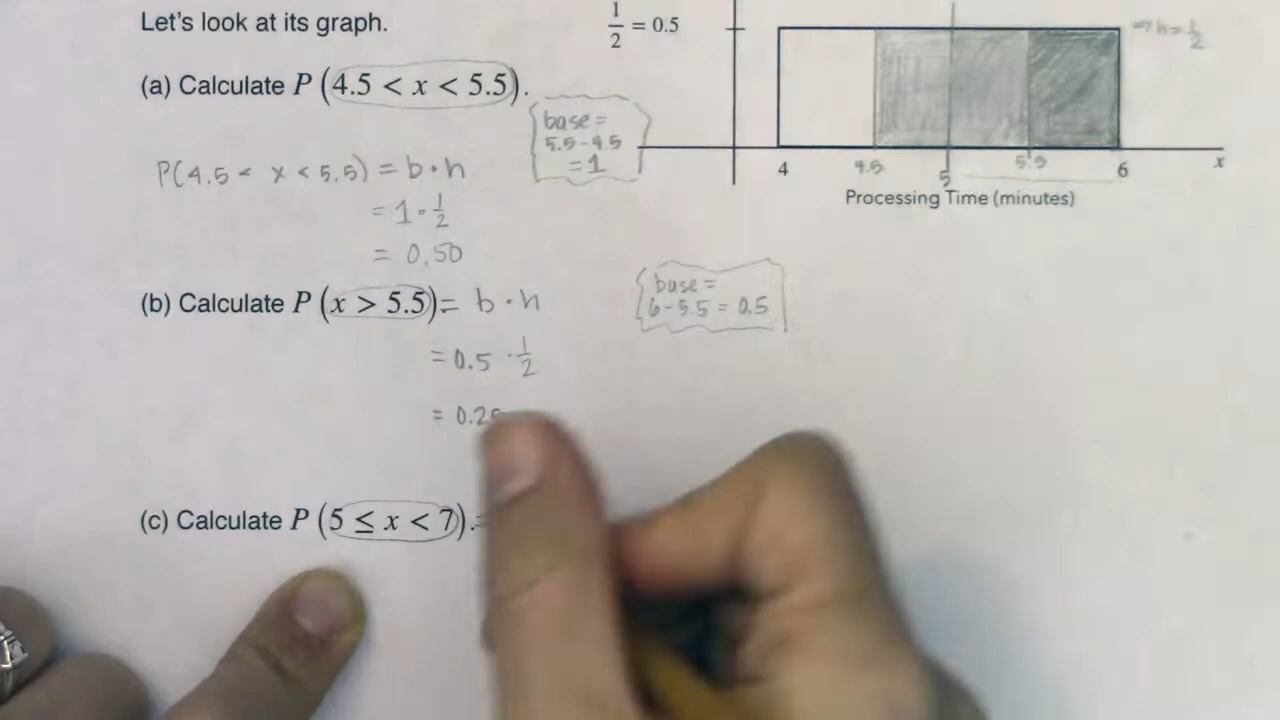 Let's look at its graph.
1/2 = 0.5
⇒ h = 1/2
(a) Calculate P (4.5 < x < 5.5).
base =
5.5 - 4.5
= 1
P(4.5 < x < 5.5) = b · h
= 1 · 1/2
= 0.50
4 4.5 5 5.5 6 x
Processing Time (minutes)
(b) Calculate P (x > 5.5) = b · h
base =
6 - 5.5 = 0.5
= 0.5 · 1/2
(c) Calculate P (5 ≤ x < 7). =